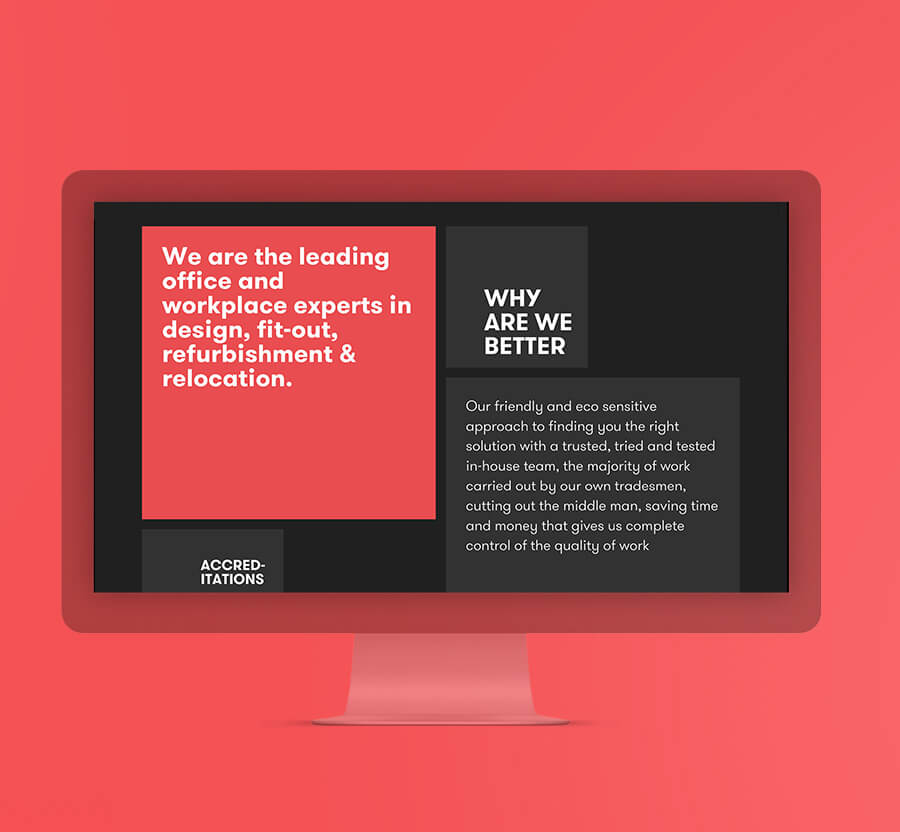 We are the leading
office and
workplace experts in
design, fit-out,
refurbishment &
relocation.
WHY
ARE WE
BETTER
Our friendly and eco sensitive
approach to finding you the right
solution with a trusted, tried and tested
in-house team, the majority of work
carried out by our own tradesmen,
cutting out the middle man, saving time
and money that gives us complete
control of the quality of work
ACCRED-
ITATIONS